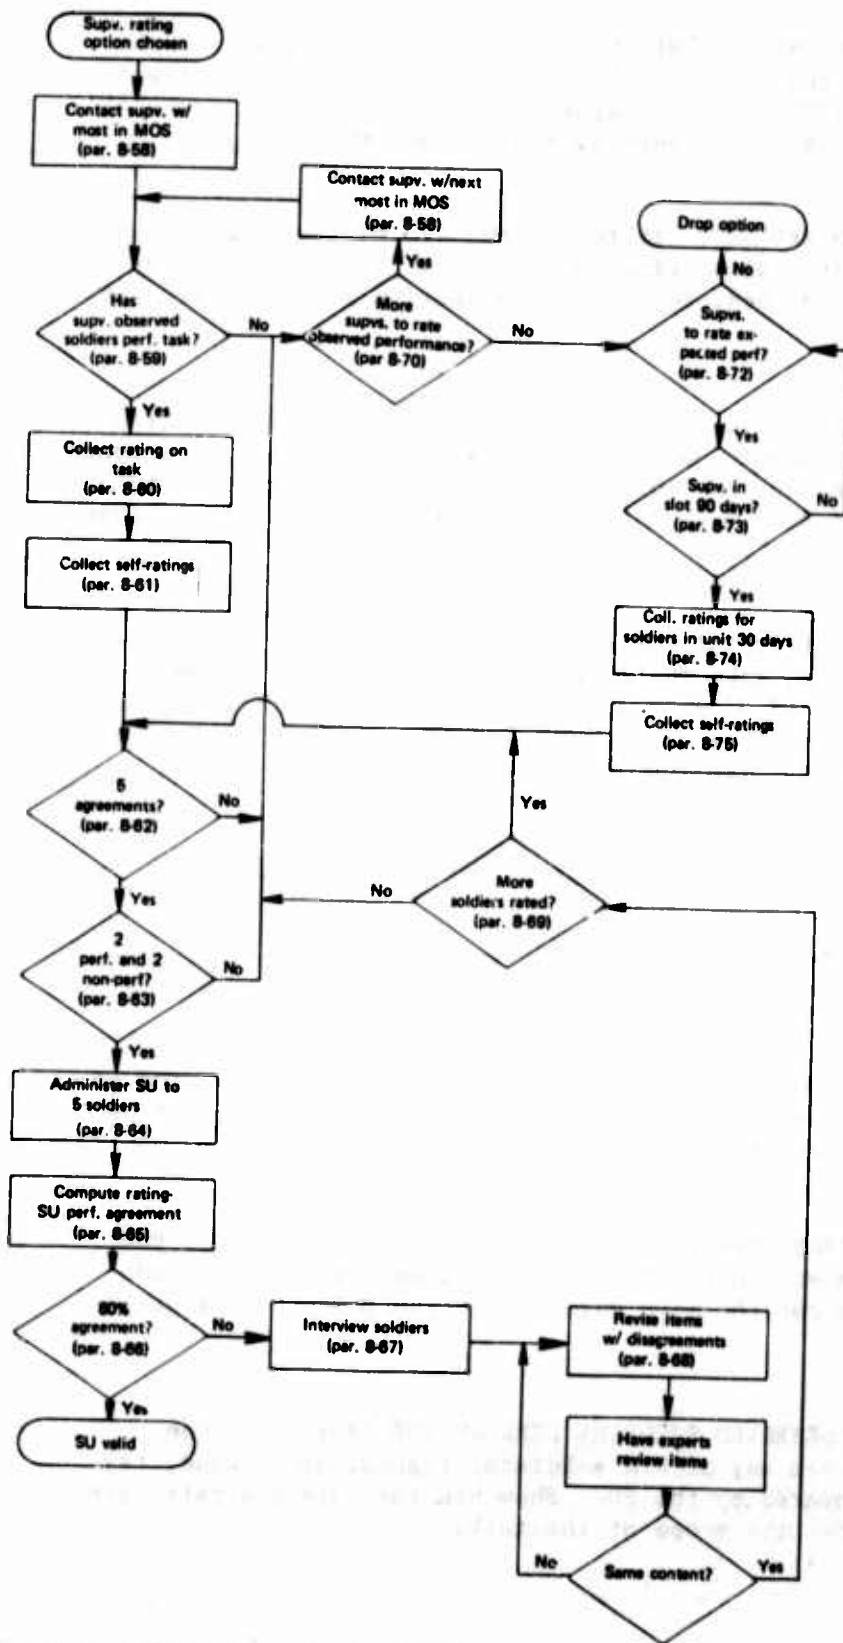 Supv. rating
option chosen
Contact supv. w/
most in MOS
(par. 8-58)
Contact supv. w/next
most in MOS
(par. 8-58)
Drop option
Has
supv. observed
soldiers perf. task?
(par. 8-59)
No
Yes
More
supvs. to rate
observed performance?
(par 8-70)
Yes
No
Supvs.
to rate ex-
pected perf?
(par. 8-72)
No
Yes
Collect rating on
task
(par. 8-60)
Supv. in
slot 90 days?
(par. 8-73)
No
Yes
Collect self-ratings
(par. 8-61)
Coll. ratings for
soldiers in unit 30 days
(par. 8-74)
Collect self-ratings
(par. 8-75)
5
agreements?
(par. 8-62)
No
Yes
More
soldiers rated?
(par. 8-69)
Yes
No
2
perf. and 2
non-perf?
(par. 8-63)
No
Yes
Administer SU to
5 soldiers
(par. 8-64)
Compute rating-
SU perf. agreement
(par. 8-65)
80%
agreement?
(par. 8-66)
No
Yes
Interview soldiers
(par. 8-67)
Revise items
w/ disagreements
(par. 8-68)
SU valid
Have experts
review items
Same content?
No
Yes